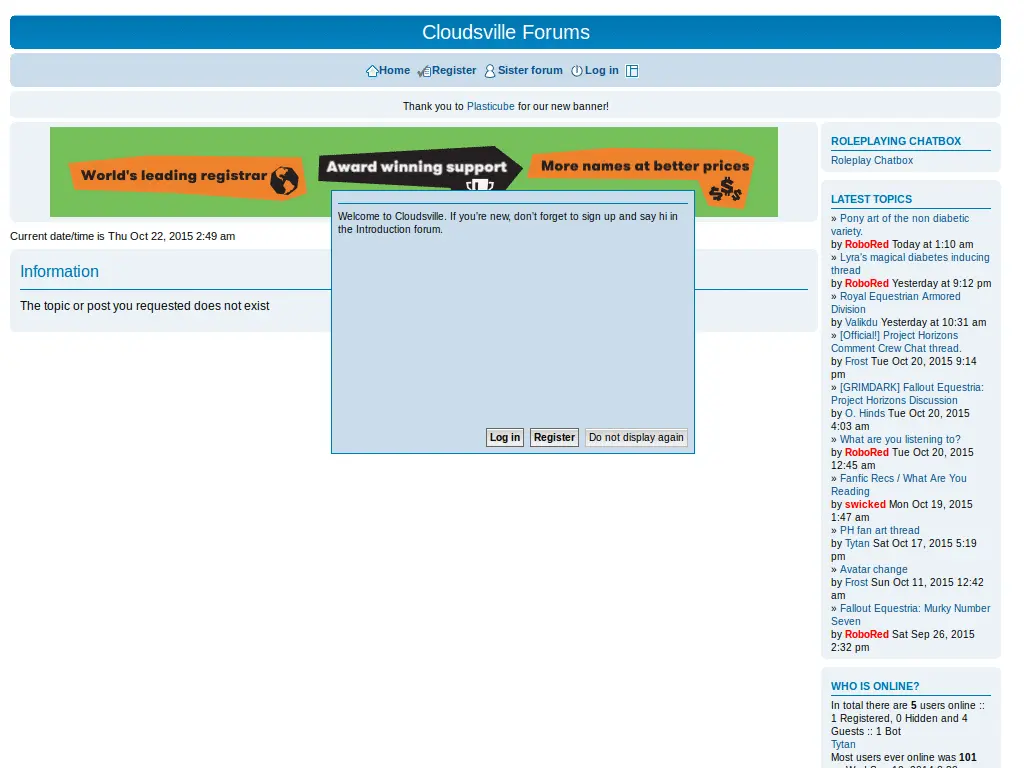 Cloudsville Forums
Home Register Sister forum Log in
Thank you to Plasticube for our new banner!
World's leading registrar
Award winning support
More names at better prices
Current date/time is Thu Oct 22, 2015 2:49 am
Information
The topic or post you requested does not exist
Welcome to Cloudsville. If you're new, don't forget to sign up and say hi in
the Introduction forum.
Log in Register Do not display again
ROLEPLAYING CHATBOX
Roleplay Chatbox
LATEST TOPICS
» Pony art of the non diabetic
variety.
by RoboRed Today at 1:10 am
» Lyra's magical diabetes inducing
thread
by RoboRed Yesterday at 9:12 pm
» Royal Equestrian Armored
Division
by Valikdu Yesterday at 10:31 am
» [Official!] Project Horizons
Comment Crew Chat thread.
by Frost Tue Oct 20, 2015 9:14
pm
» [GRIMDARK] Fallout Equestria:
Project Horizons Discussion
by O. Hinds Tue Oct 20, 2015
4:03 am
» What are you listening to?
by RoboRed Tue Oct 20, 2015
12:45 am
» Fanfic Recs / What Are You
Reading
by swicked Mon Oct 19, 2015
1:47 am
» PH fan art thread
by Tytan Sat Oct 17, 2015 5:19
pm
» Avatar change
by Frost Sun Oct 11, 2015 12:42
am
» Fallout Equestria: Murky Number
Seven
by RoboRed Sat Sep 26, 2015
2:32 pm
WHO IS ONLINE?
In total there are 5 users online ::
1 Registered, 0 Hidden and 4
Guests :: 1 Bot
Tytan
Most users ever online was 101